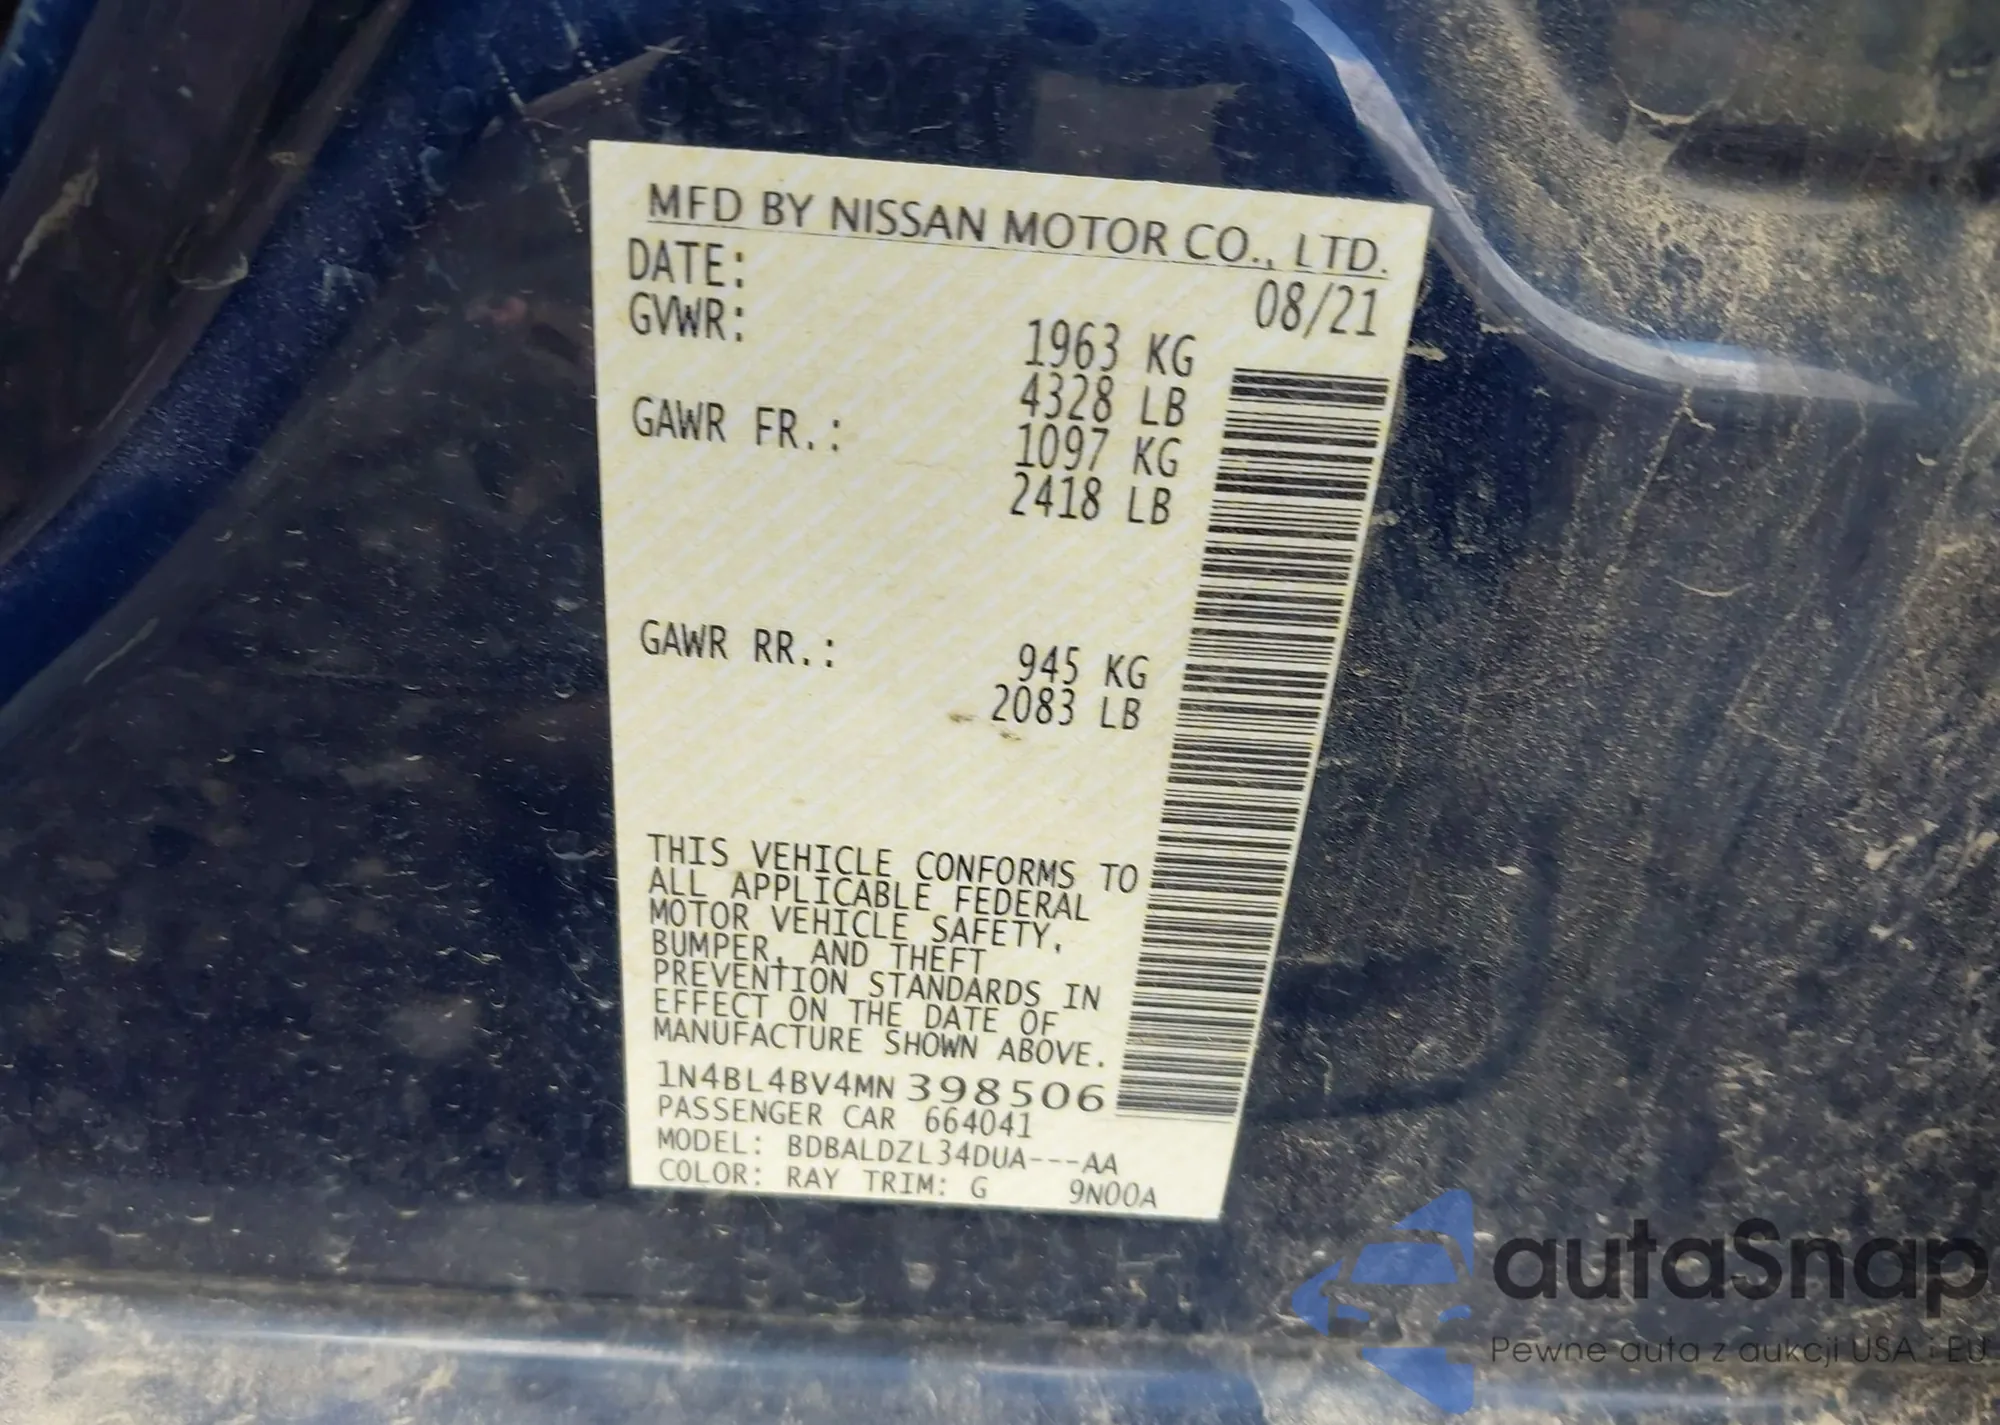 MFD BY NISSAN MOTOR CO., LTD.
DATE: 08/21
GVWR: 1963 KG
4328 LB
GAWR FR.: 1097 KG
2418 LB
GAWR RR.: 945 KG
2083 LB
THIS VEHICLE CONFORMS TO
ALL APPLICABLE FEDERAL
MOTOR VEHICLE SAFETY,
BUMPER, AND THEFT
PREVENTION STANDARDS IN
EFFECT ON THE DATE OF
MANUFACTURE SHOWN ABOVE.
1N4BL4BV4MN398506
PASSENGER CAR 664041
MODEL: BDBALDZL34DUA---AA
COLOR: RAY TRIM: G 9N00A
autaSnap
Pewne auta z aukcji USA i EU